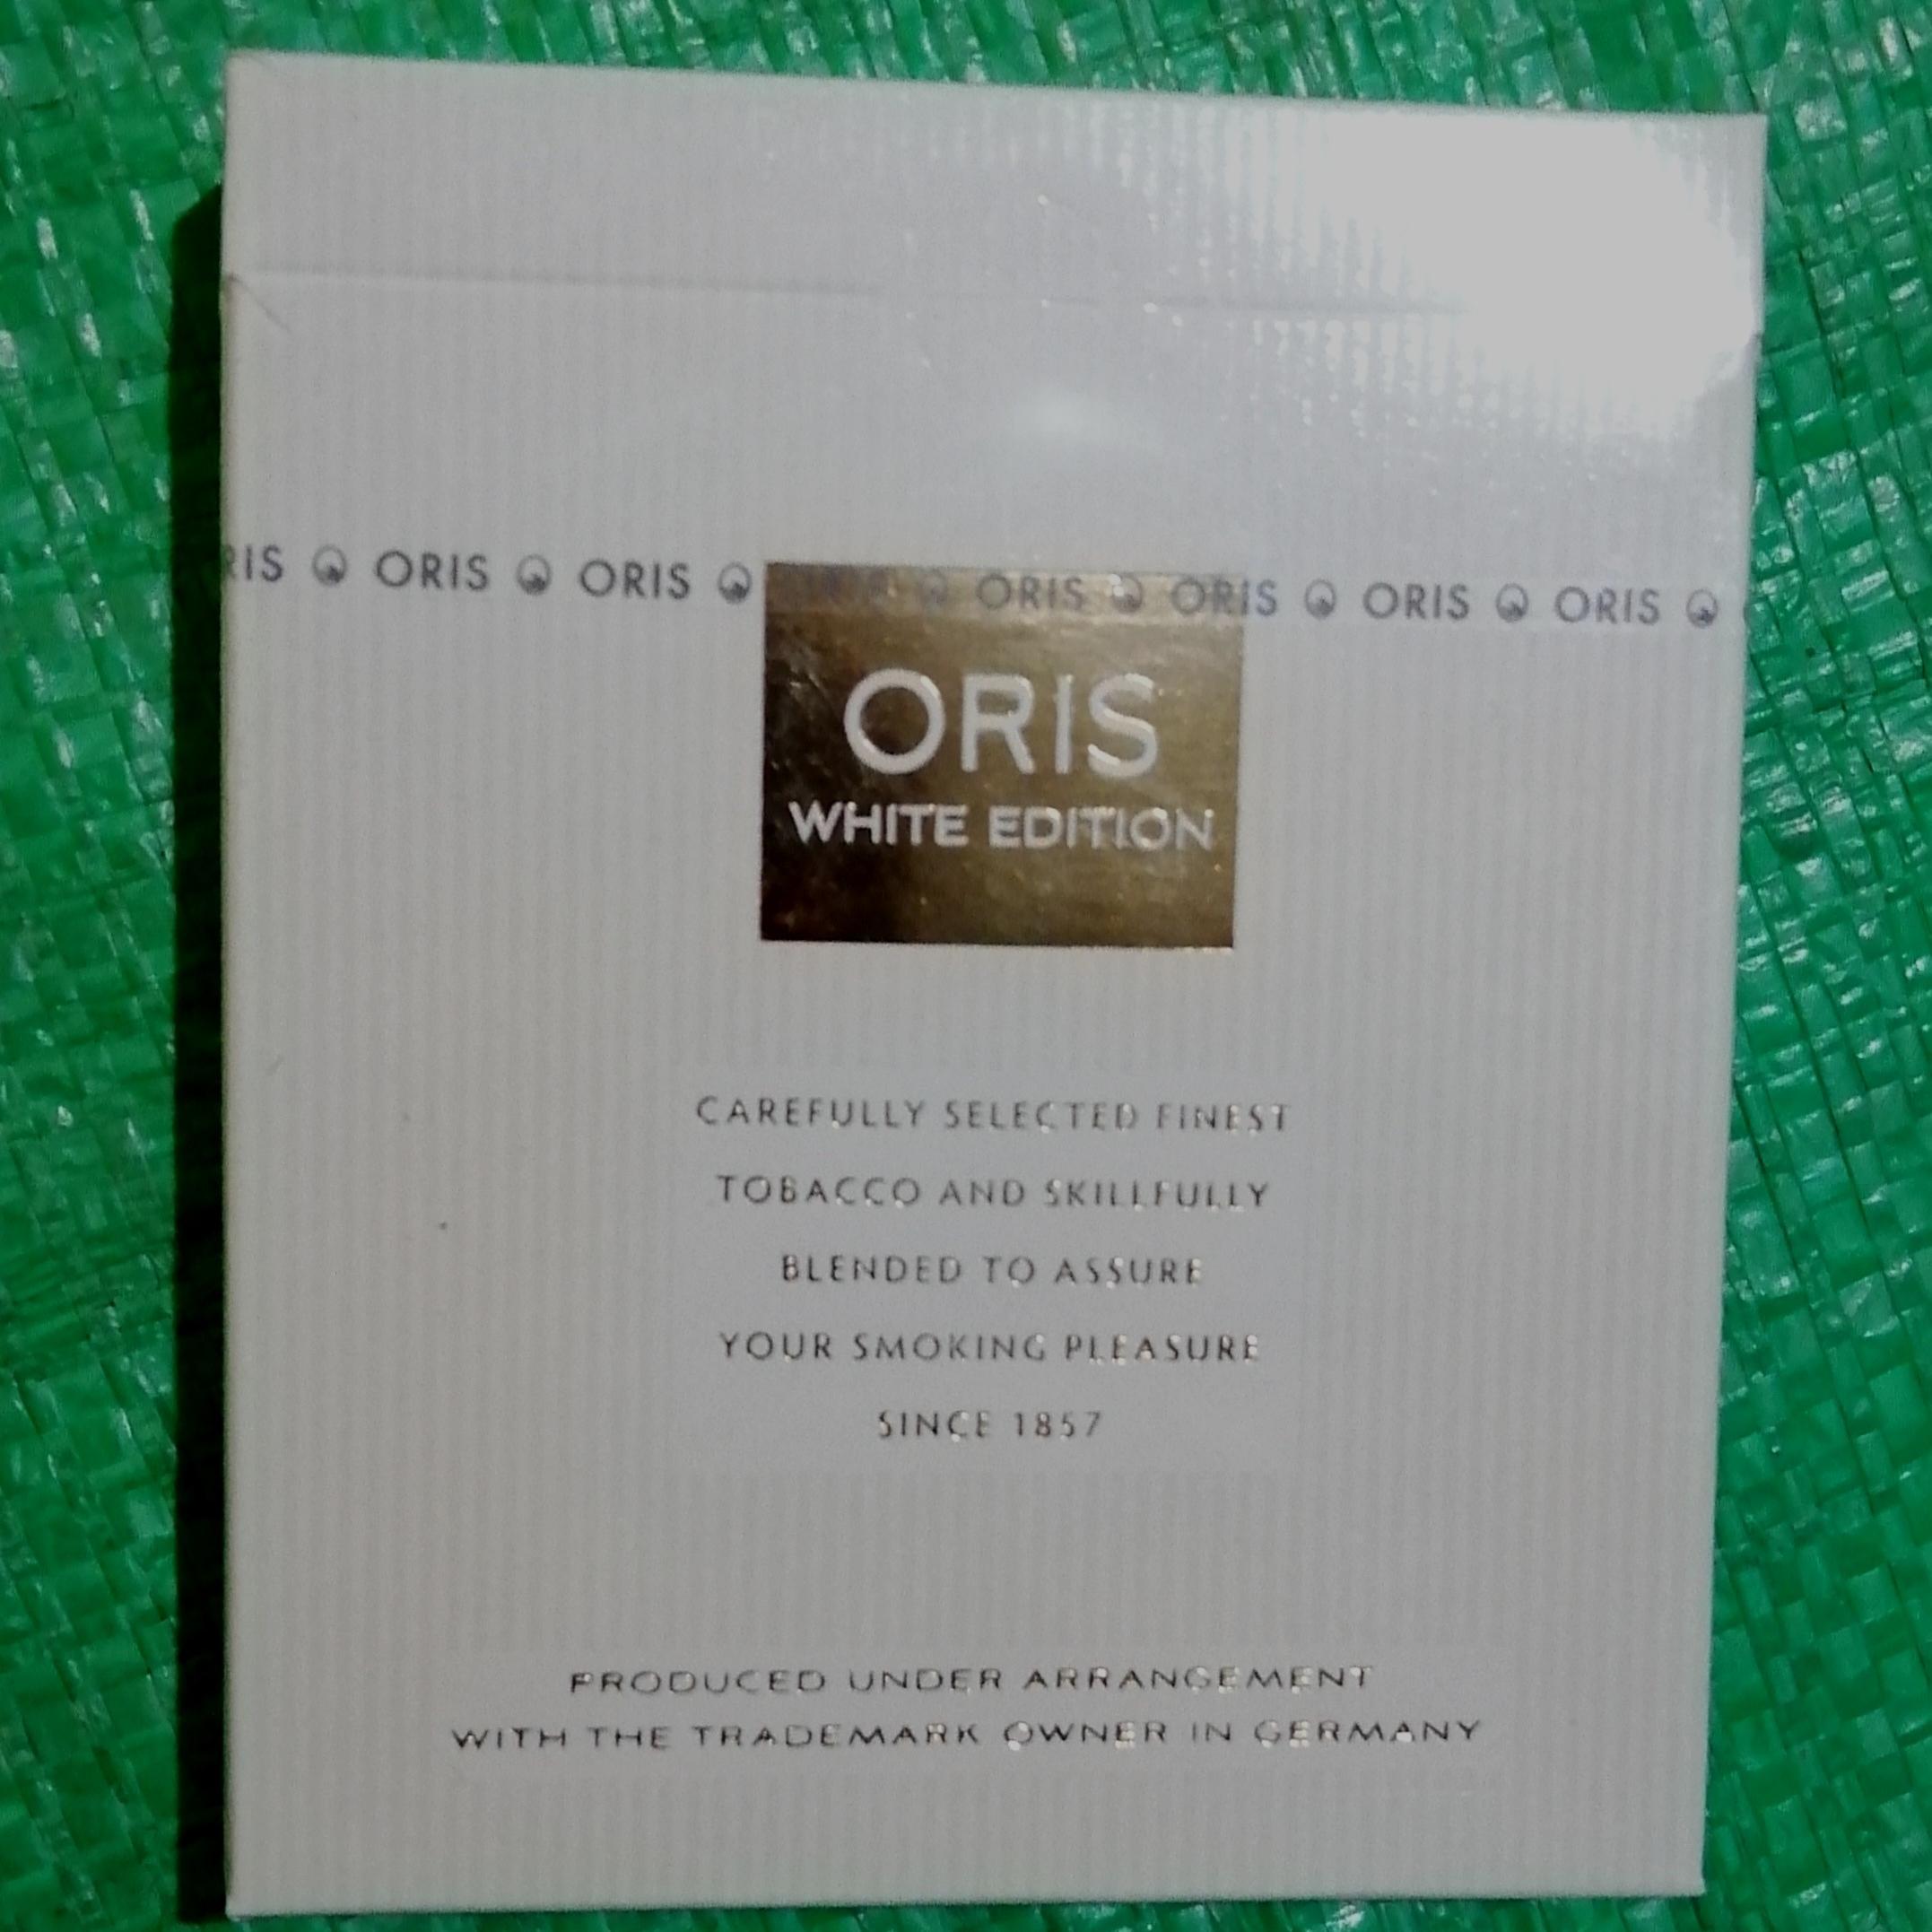 ORIS ORIS ORIS ORIS ORIS ORIS
ORIS
WHITE EDITION
CAREFULLY SELECTED FINEST
TOBACCO AND SKILLFULLY
BLENDED TO ASSURE
YOUR SMOKING PLEASURE
SINCE 1857
PRODUCED UNDER ARRANGEMENT
WITH THE TRADEMARK OWNER IN GERMANY